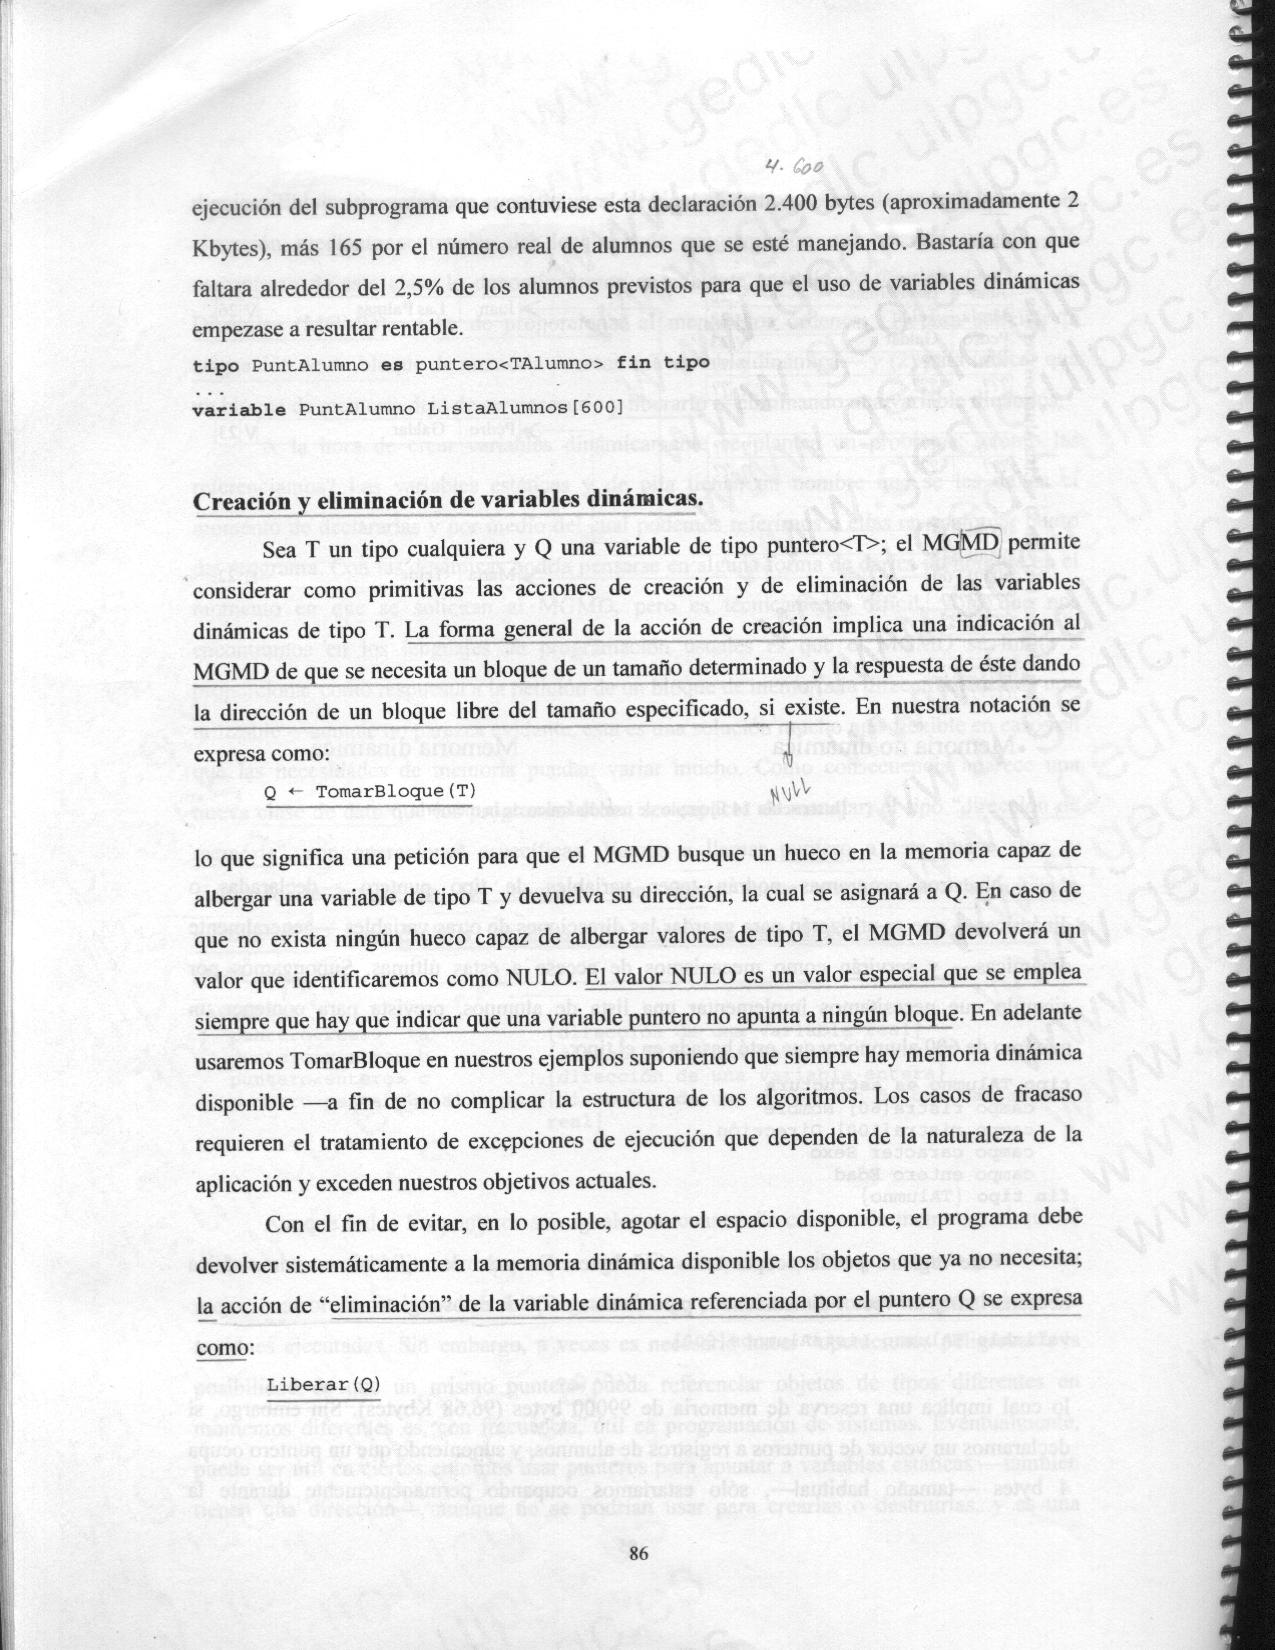 4. 600
ejecución del subprograma que contuviese esta declaración 2.400 bytes (aproximadamente 2
Kbytes), más 165 por el número real de alumnos que se esté manejando. Bastaría con que
faltara alrededor del 2,5% de los alumnos previstos para que el uso de variables dinámicas
empezase a resultar rentable.
tipo PuntAlumno es puntero<TAlumno> fin tipo
...
variable PuntAlumno ListaAlumnos[600]
Creación y eliminación de variables dinámicas.
Sea T un tipo cualquiera y Q una variable de tipo puntero<T>; el MGMD permite
considerar como primitivas las acciones de creación y de eliminación de las variables
dinámicas de tipo T. La forma general de la acción de creación implica una indicación al
MGMD de que se necesita un bloque de un tamaño determinado y la respuesta de éste dando
la dirección de un bloque libre del tamaño especificado, si existe. En nuestra notación se
expresa como:
Q ← TomarBloque(T)
NULL
lo que significa una petición para que el MGMD busque un hueco en la memoria capaz de
albergar una variable de tipo T y devuelva su dirección, la cual se asignará a Q. En caso de
que no exista ningún hueco capaz de albergar valores de tipo T, el MGMD devolverá un
valor que identificaremos como NULO. El valor NULO es un valor especial que se emplea
siempre que hay que indicar que una variable puntero no apunta a ningún bloque. En adelante
usaremos TomarBloque en nuestros ejemplos suponiendo que siempre hay memoria dinámica
disponible —a fin de no complicar la estructura de los algoritmos. Los casos de fracaso
requieren el tratamiento de excepciones de ejecución que dependen de la naturaleza de la
aplicación y exceden nuestros objetivos actuales.
Con el fin de evitar, en lo posible, agotar el espacio disponible, el programa debe
devolver sistemáticamente a la memoria dinámica disponible los objetos que ya no necesita;
la acción de “eliminación” de la variable dinámica referenciada por el puntero Q se expresa
como:
Liberar(Q)
86